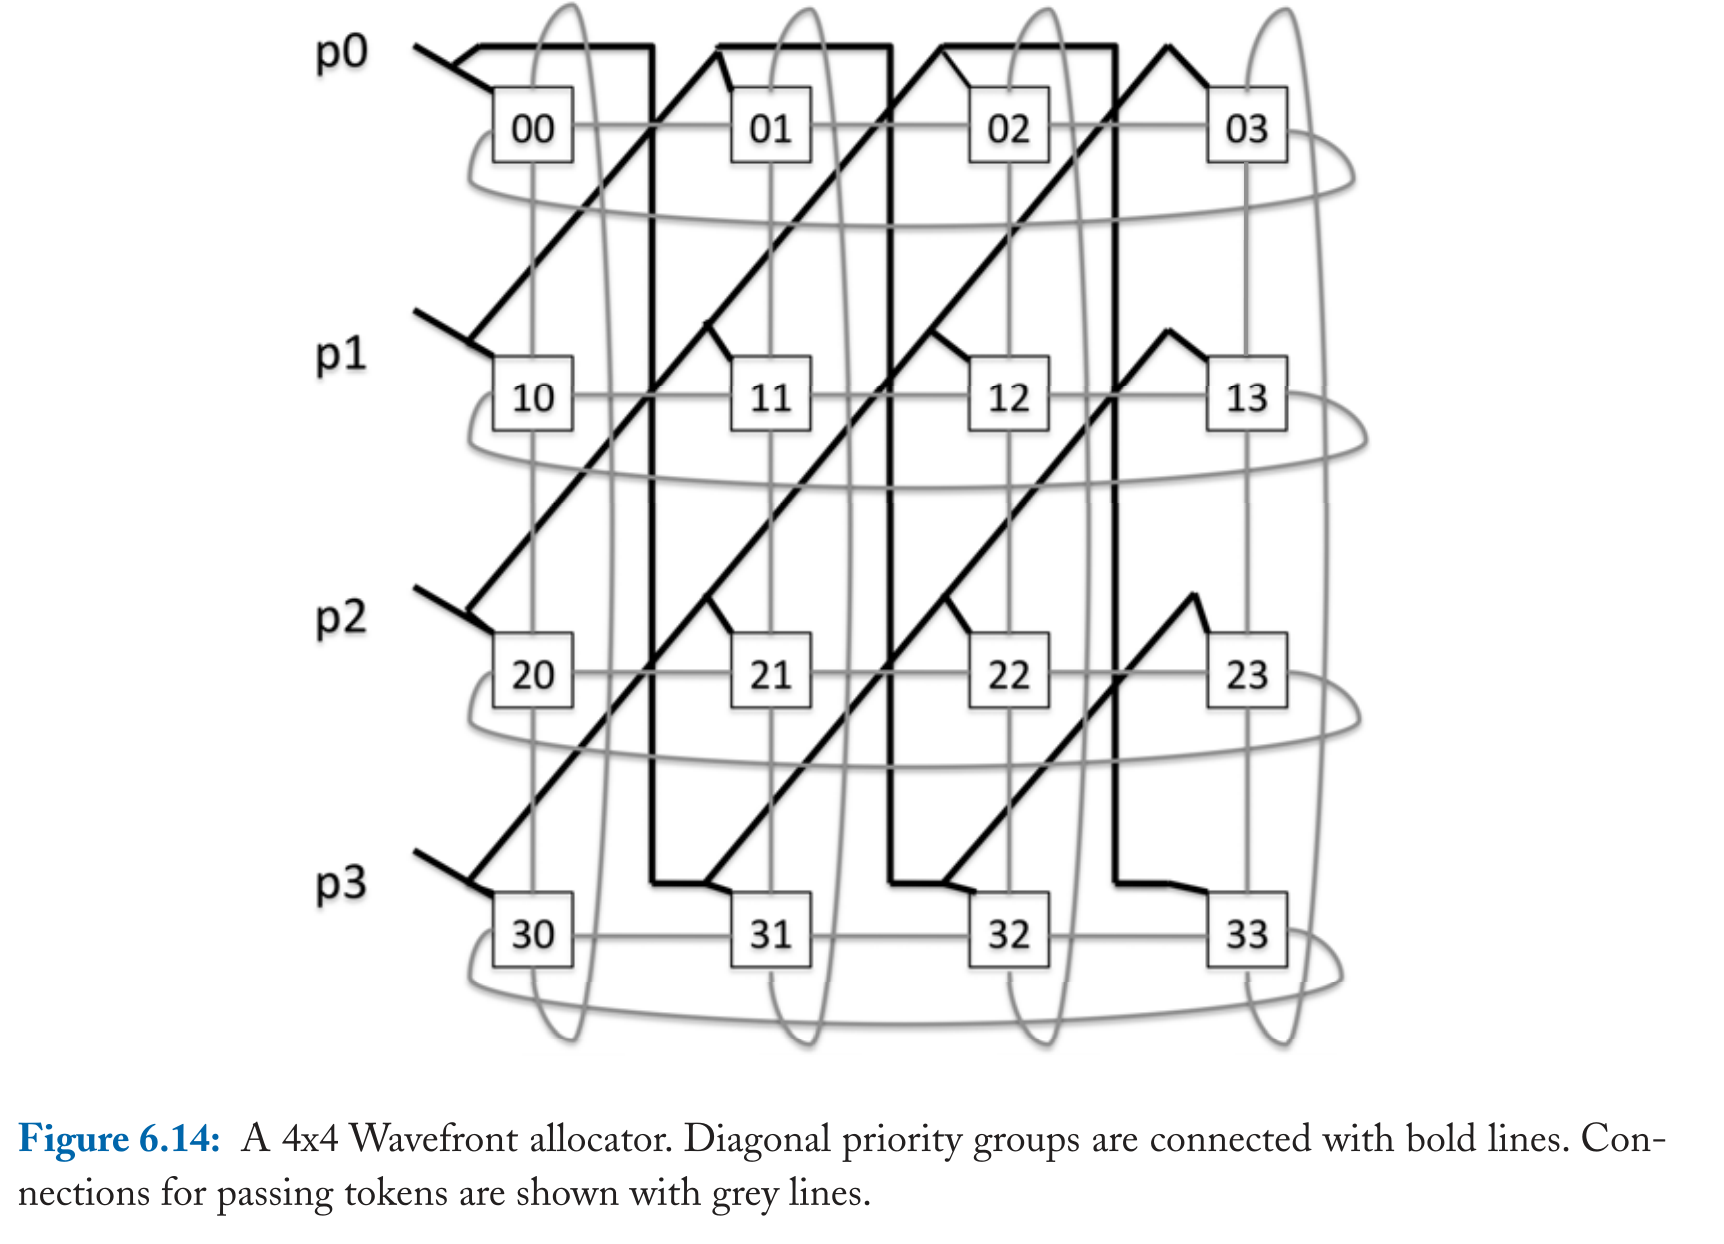 p0
00 01 02 03
p1
10 11 12 13
p2
20 21 22 23
p3
30 31 32 33
Figure 6.14: A 4x4 Wavefront allocator. Diagonal priority groups are connected with bold lines. Con-
nections for passing tokens are shown with grey lines.